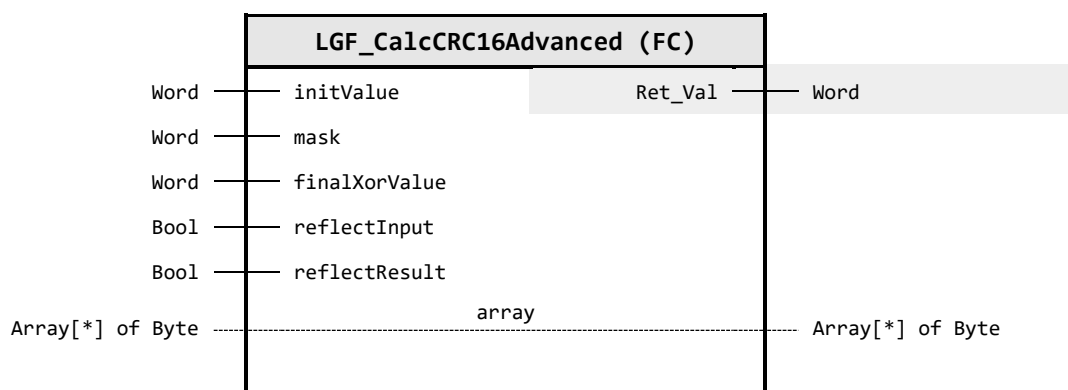 LGF_CalcCRC16Advanced (FC)
Word initValue Ret_Val Word
Word mask
Word finalXorValue
Bool reflectInput
Bool reflectResult
array
Array[*] of Byte Array[*] of Byte